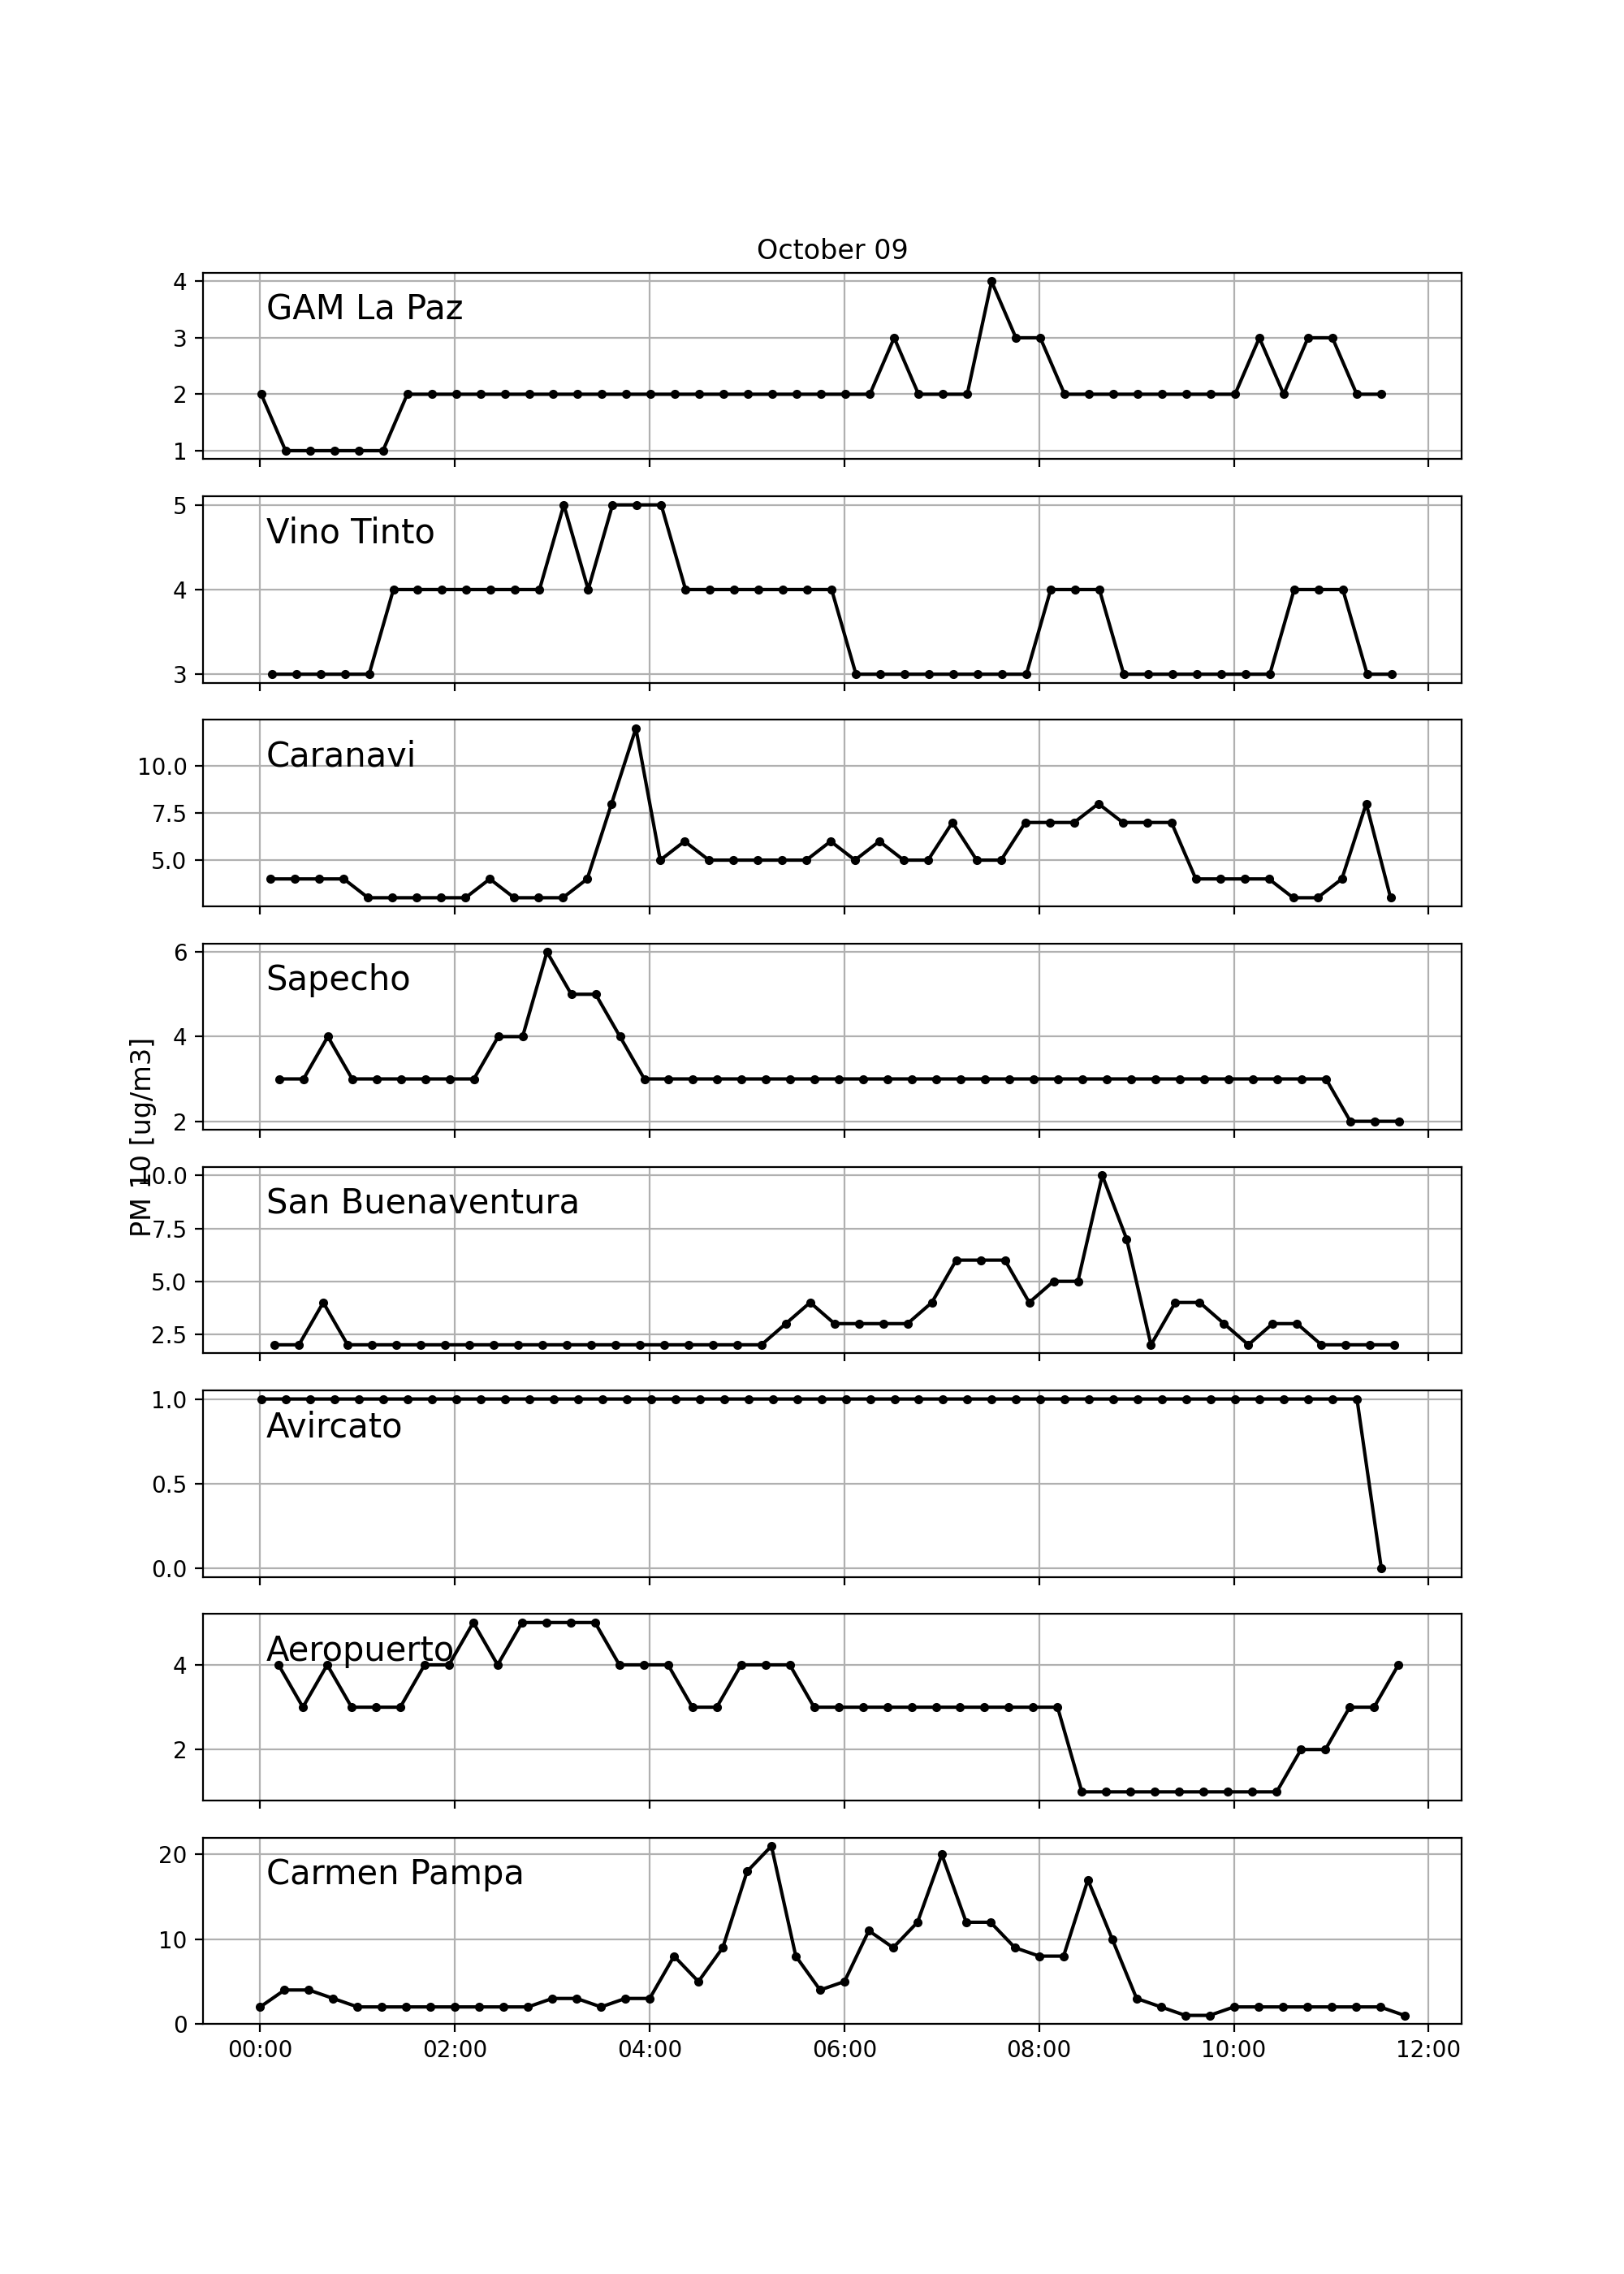 October 09
4
GAM La Paz
3
2
1
5
Vino Tinto
4
3
Caranavi
10.0
7.5
5.0
6
Sapecho
4
2
PM 10 [ug/m3]
10.0
San Buenaventura
7.5
5.0
2.5
1.0
Avircato
0.5
0.0
Aeropuerto
4
2
20
Carmen Pampa
10
0
00:00 02:00 04:00 06:00 08:00 10:00 12:00